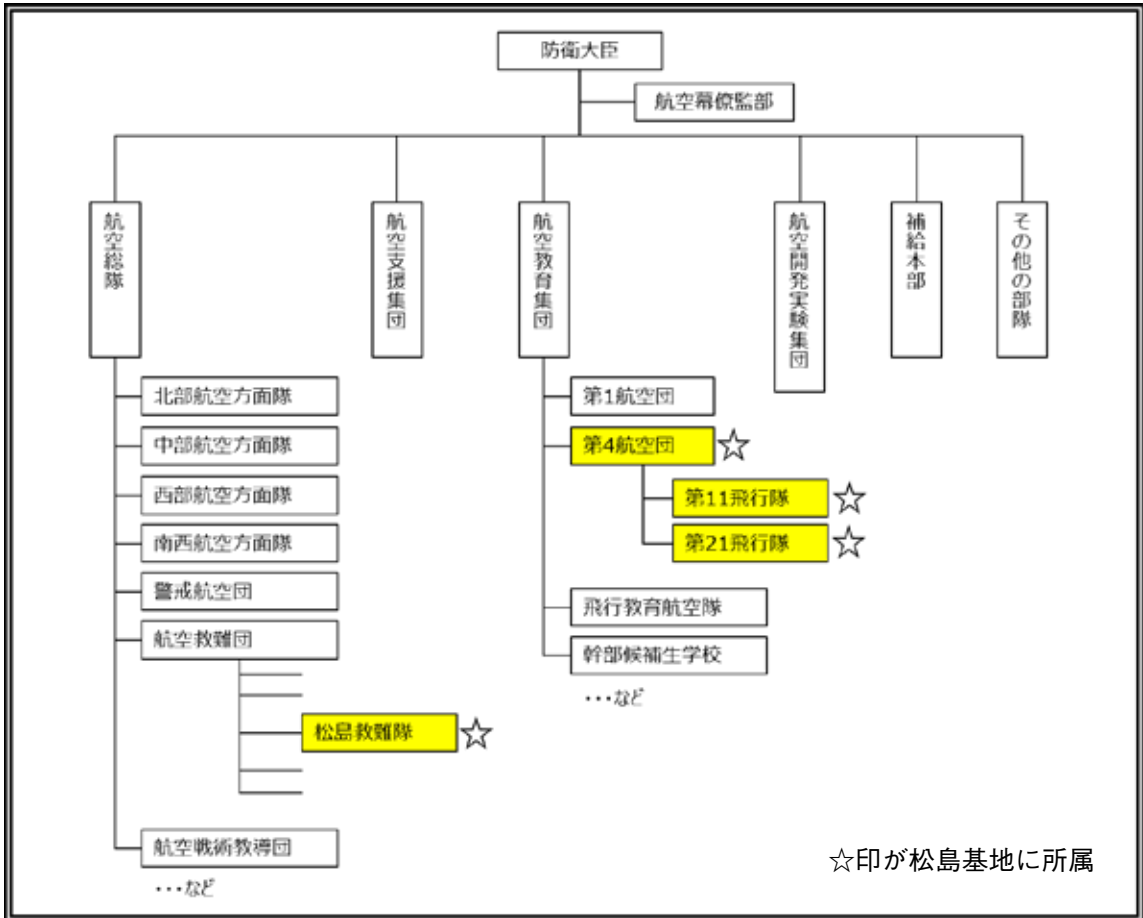 防衛大臣
航空幕僚監部
航空総隊
航空支援集団
航空教育集団
航空開発実験集団
補給本部
その他の部隊
北部航空方面隊
中部航空方面隊
西部航空方面隊
南西航空方面隊
警戒航空団
航空救難団
松島救難隊☆
航空戦術教導団
・・・など
第1航空団
第4航空団☆
第11飛行隊☆
第21飛行隊☆
飛行教育航空隊
幹部候補生学校
・・・など
☆印が松島基地に所属